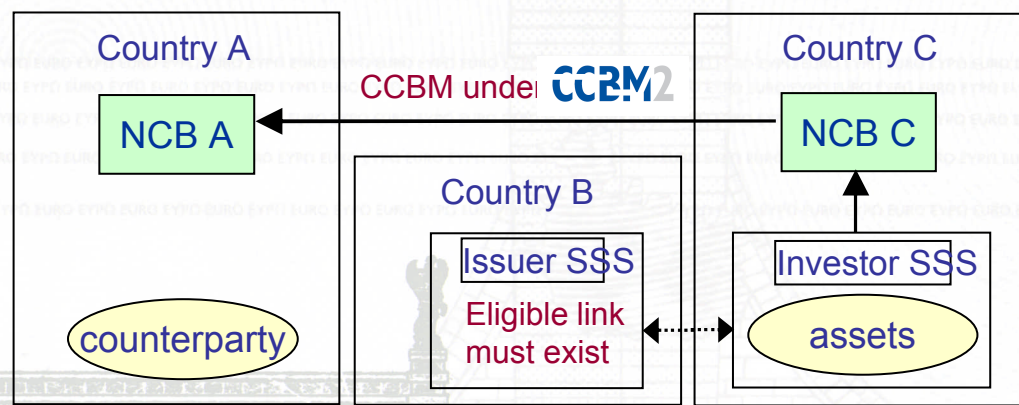 Country A
Country C
CCBM under CCBM2
NCB A
NCB C
Country B
Issuer SSS
Investor SSS
Eligible link
must exist
counterparty
assets